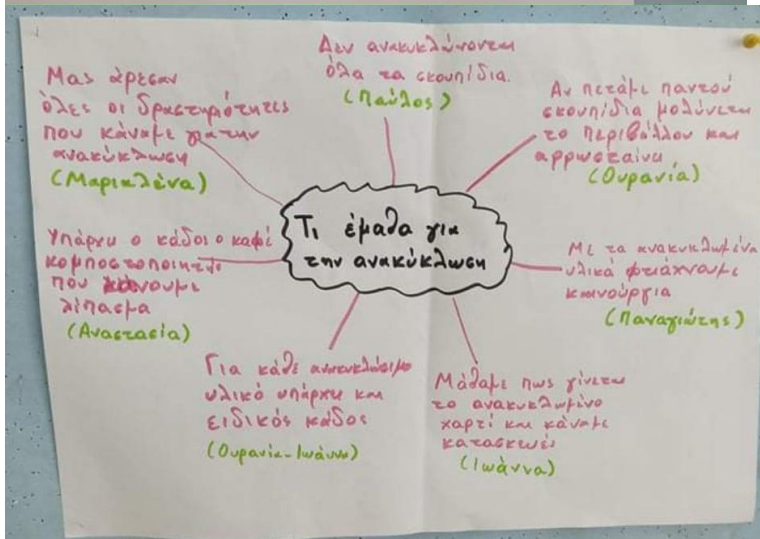 Τι έμαθα για
την ανακύκλωση
Δεν ανακυκλώνονται
όλα τα σκουπίδια.
(Παύλος)
Αν πετάμε παντού
σκουπίδια μολύνεται
το περιβάλλον και
αρρωσταίνει
(Ουρανία)
Με τα ανακυκλωμένα
υλικά φτιάχνουμε
καινούργια
(Παναγιώτης)
Μάθαμε πως γίνεται
το ανακυκλωμένο
χαρτί και κάναμε
κατασκευές
(Ιωάννα)
Για κάθε ανακυκλώσιμο
υλικό υπάρχει και
ειδικός κάδος
(Ουρανία-Ιωάννα)
Υπάρχει ο κάδος ο καφέ
κομποστοποιητής
που κάνουμε
λίπασμα
(Αναστασία)
Μας άρεσαν
όλες οι δραστηριότητες
που κάναμε για την
ανακύκλωση
(Μαριλένα)